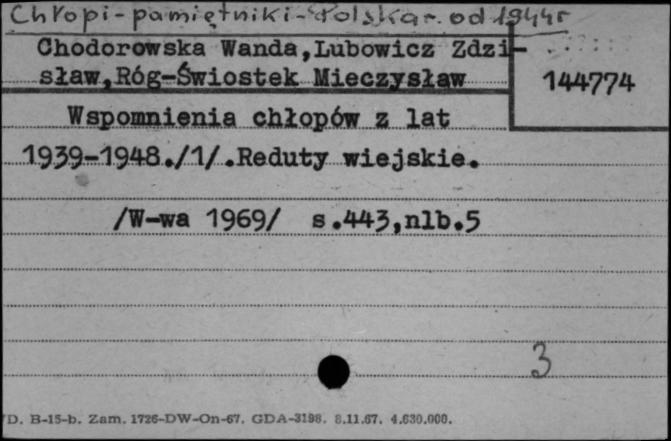 Chłopi-pamiętniki-Polska r. od 1944r
Chodorowska Wanda,Lubowicz Zdzi-
sław,Róg-Świostek Mieczysław
144774
Wspomnienia chłopów z lat
1939-1948./1/.Reduty wiejskie.
/W-wa 1969/ s.443,nlb.5
3
D. B-15-b. Zam. 1726-DW-On-67. GDA-3198. 8.11.67. 4.630.000.